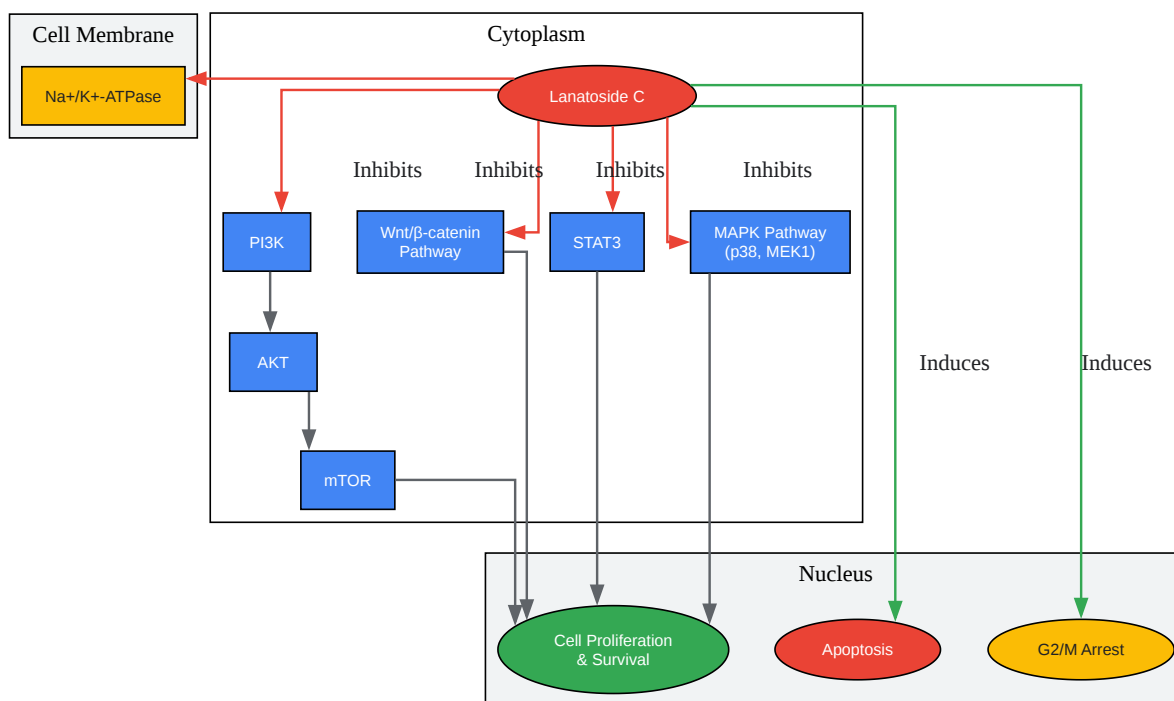 Cell Membrane
Cytoplasm
Na+/K+-ATPase
Lanatoside C
Inhibits
Inhibits
Inhibits
Inhibits
PI3K
Wnt/β-catenin
Pathway
STAT3
MAPK Pathway
(p38, MEK1)
AKT
Induces
Induces
mTOR
Nucleus
Cell Proliferation
& Survival
Apoptosis
G2/M Arrest